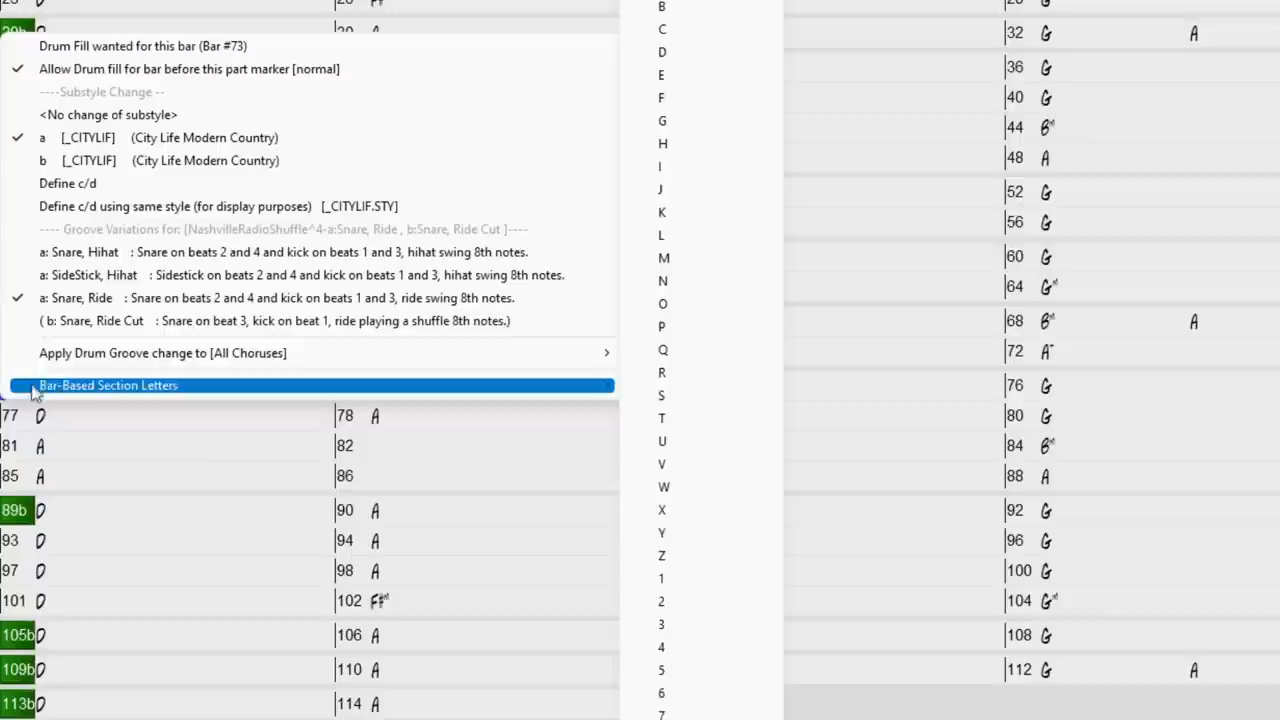 B
C
32 G A
D
E
36 G
F
40 G
G
44 Bm
H
I
48 A
J
52 G
K
56 G
L
M
60 G
N
64 Gm
O
P
68 Bm A
Q
72 A-
R
S
76 G
T
80 G
U
84 Bm
V
88 A
W
X
92 G
Y
96 G
Z
1
100 G
2
104 Gm
3
108 G
4
5
112 G A
6
7
Drum Fill wanted for this bar (Bar #73)
Allow Drum fill for bar before this part marker [normal]
----Substyle Change --
<No change of substyle>
a [_CITYLIF] (City Life Modern Country)
b [_CITYLIF] (City Life Modern Country)
Define c/d
Define c/d using same style (for display purposes) [_CITYLIF.STY]
---- Groove Variations for: [NashvilleRadioShuffle^4-a:Snare, Ride , b:Snare, Ride Cut ]----
a: Snare, Hihat : Snare on beats 2 and 4 and kick on beats 1 and 3, hihat swing 8th notes.
a: SideStick, Hihat : Sidestick on beats 2 and 4 and kick on beats 1 and 3, hihat swing 8th notes.
a: Snare, Ride : Snare on beats 2 and 4 and kick on beats 1 and 3, ride swing 8th notes.
( b: Snare, Ride Cut : Snare on beat 3, kick on beat 1, ride playing a shuffle 8th notes.)
Apply Drum Groove change to [All Choruses]
Bar-Based Section Letters
77 D 78 A
81 A 82
85 A 86
89b D 90 A
93 D 94 A
97 D 98 A
101 D 102 F#m
105b D 106 A
109b D 110 A
113b D 114 A